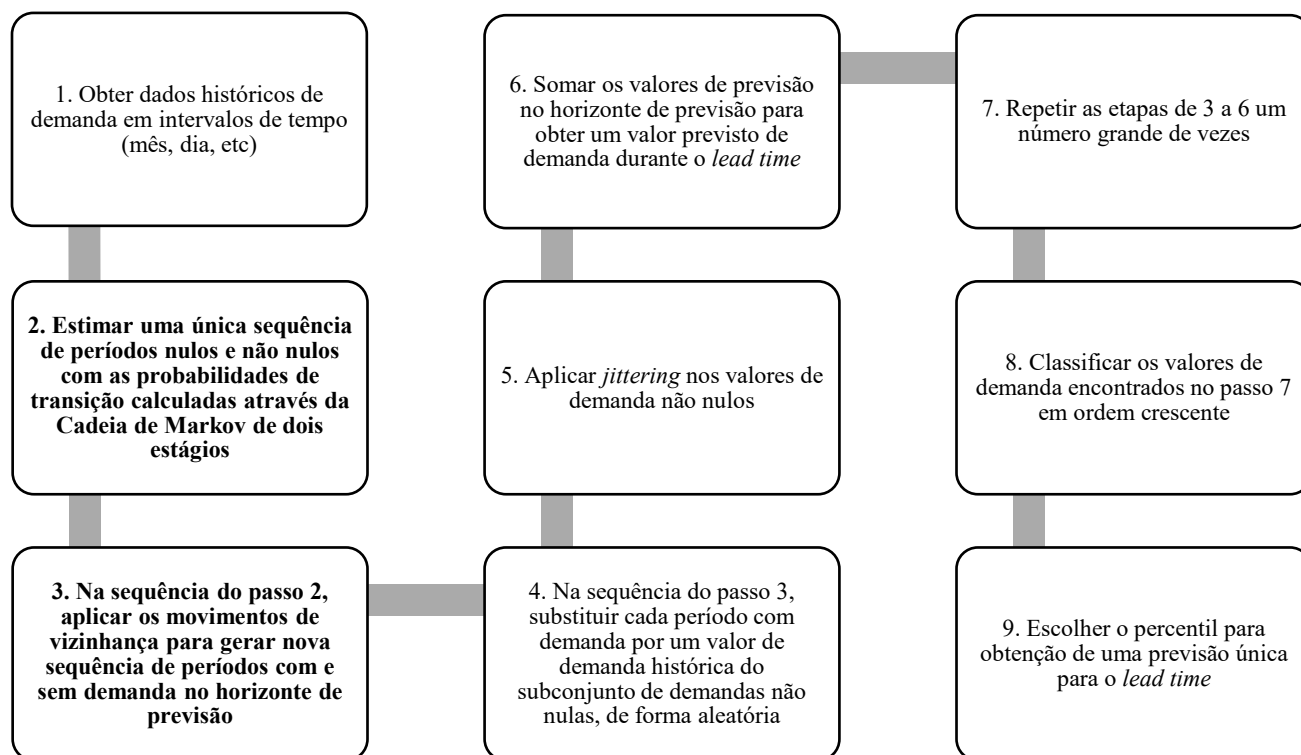 1. Obter dados históricos de
demanda em intervalos de tempo
(mês, dia, etc)
2. Estimar uma única sequência
de períodos nulos e não nulos
com as probabilidades de
transição calculadas através da
Cadeia de Markov de dois
estágios
3. Na sequência do passo 2,
aplicar os movimentos de
vizinhança para gerar nova
sequência de períodos com e
sem demanda no horizonte de
previsão
4. Na sequência do passo 3,
substituir cada período com
demanda por um valor de
demanda histórica do
subconjunto de demandas não
nulas, de forma aleatória
5. Aplicar jittering nos valores de
demanda não nulos
6. Somar os valores de previsão
no horizonte de previsão para
obter um valor previsto de
demanda durante o lead time
7. Repetir as etapas de 3 a 6 um
número grande de vezes
8. Classificar os valores de
demanda encontrados no passo 7
em ordem crescente
9. Escolher o percentil para
obtenção de uma previsão única
para o lead time